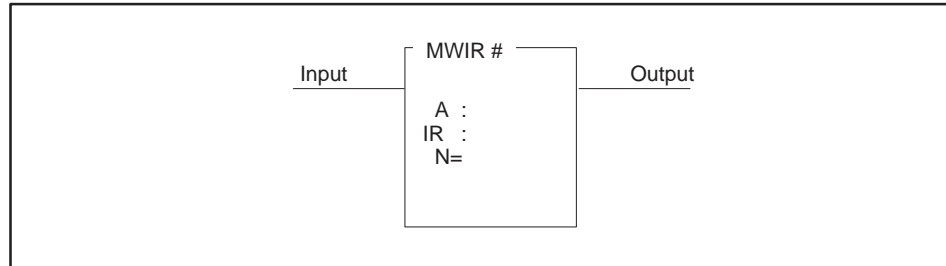 MWIR #
Input
Output
A :
IR :
N=